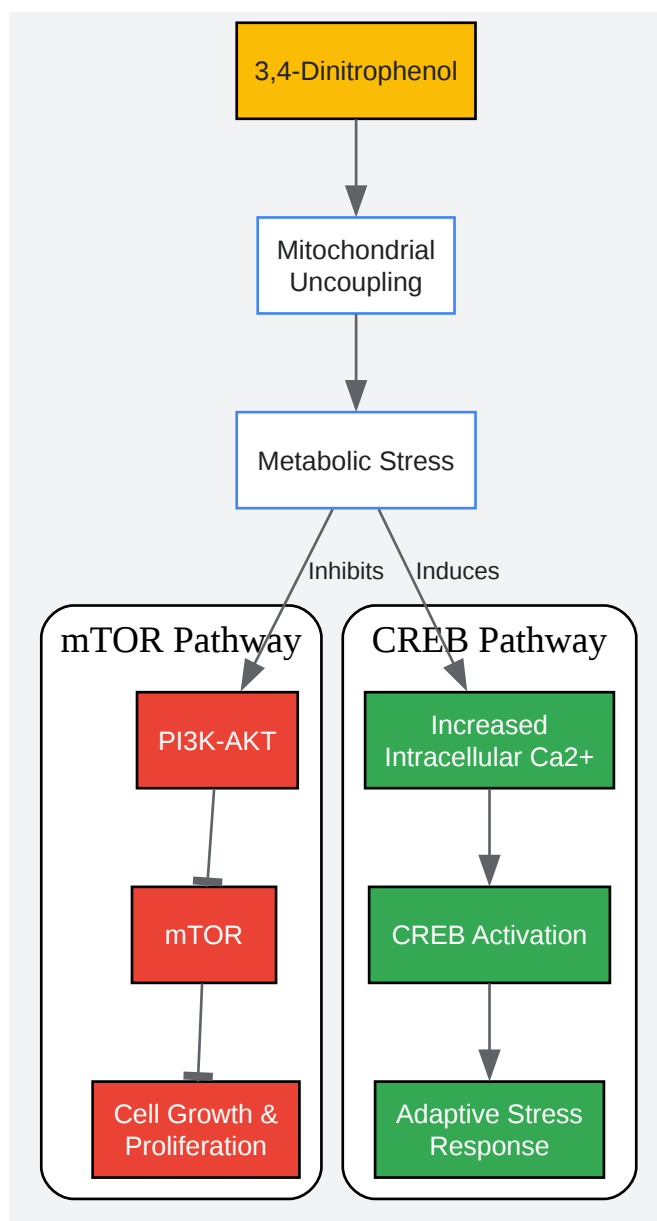 3,4-Dinitrophenol
Mitochondrial
Uncoupling
Metabolic Stress
Inhibits
Induces
mTOR Pathway
PI3K-AKT
mTOR
Cell Growth &
Proliferation
CREB Pathway
Increased
Intracellular Ca2+
CREB Activation
Adaptive Stress
Response